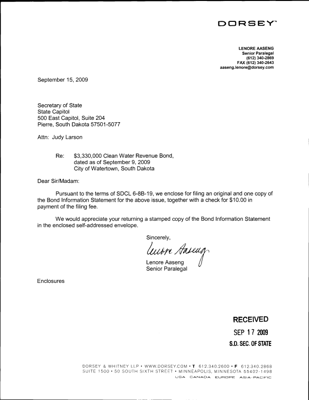 DORSEY
LENORE AASENG
Senior Paralegal
(612) 340-2969
FAX (612) 340-2643
aaseng.lenore@dorsey.com
September 15, 2009
Secretary of State
State Capitol
500 East Capitol, Suite 204
Pierre, South Dakota 57501-5077
Attn: Judy Larson
Re: $3,330,000 Clean Water Revenue Bond,
dated as of September 9, 2009
City of Watertown, South Dakota
Dear Sir/Madam:
Pursuant to the terms of SDCL 6-8B-19, we enclose for filing an original and one copy of
the Bond Information Statement for the above issue, together with a check for $10.00 in
payment of the filing fee.
We would appreciate your returning a stamped copy of the Bond Information Statement
in the enclosed self-addressed envelope.
Sincerely,
Lenore Aaseng
Lenore Aaseng
Senior Paralegal
Enclosures
RECEIVED
SEP 17 2009
S.D. SEC. OF STATE
DORSEY & WHITNEY LLP • WWW.DORSEY.COM • T 612.340.2600 • F 612.340.2868
SUITE 1500 • 50 SOUTH SIXTH STREET • MINNEAPOLIS, MINNESOTA 55402-1498
USA CANADA EUROPE ASIA-PACIFIC